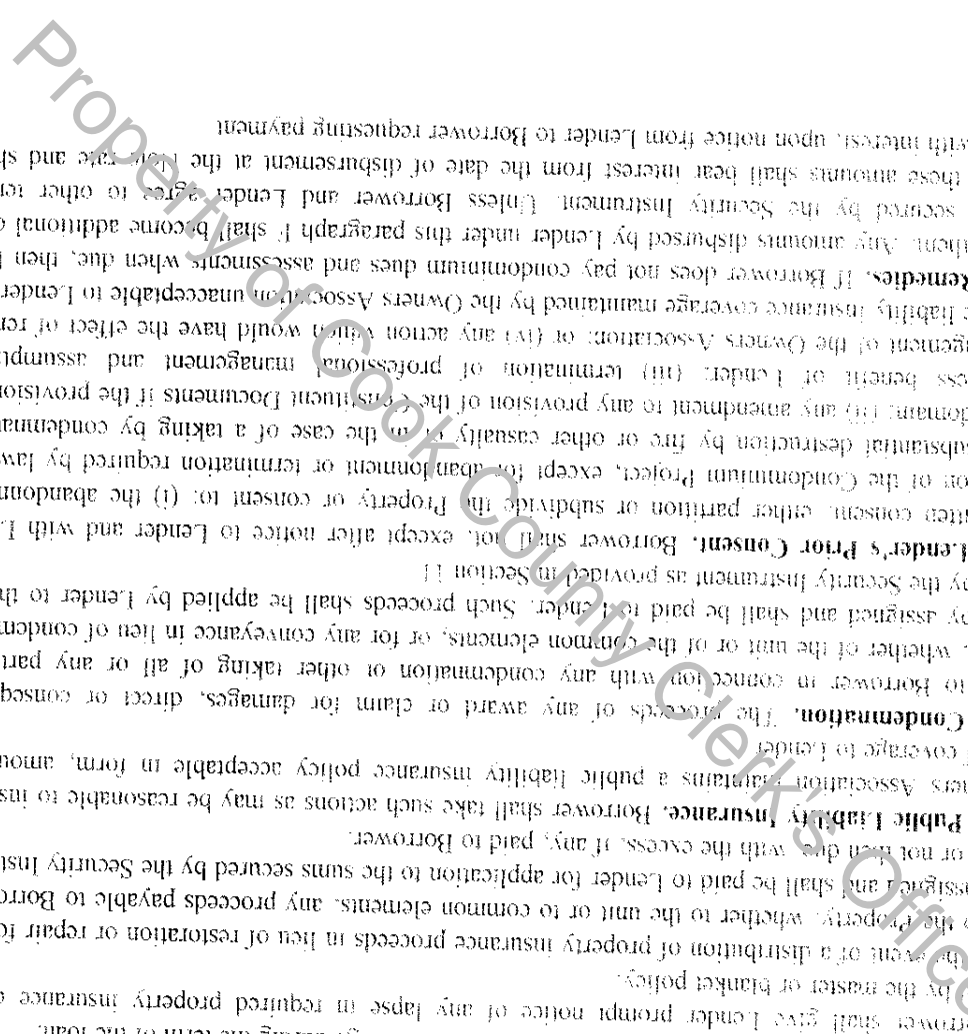 Property of Cook County Clerk's Office
during the term of the loan.
rrower shall give Lender prompt notice of any lapse in required property insurance c
by the master or blanket policy.
the event of a distribution of property insurance proceeds in lieu of restoration or repair fo
the Property, whether to the unit or to common elements, any proceeds payable to Borro
assigned and shall be paid to Lender for application to the sums secured by the Security Inst
or not then due, with the excess, if any, paid to Borrower.
Public Liability Insurance. Borrower shall take such actions as may be reasonable to ins
ners Association maintains a public liability insurance policy acceptable in form, amou
coverage to Lender
Condemnation. The proceeds of any award or claim for damages, direct or conseq
to Borrower in connection with any condemnation or other taking of all or any part
, whether of the unit or of the common elements, or for any conveyance in lieu of condem
by assigned and shall be paid to Lender. Such proceeds shall be applied by Lender to th
by the Security Instrument as provided in Section 11
Lender's Prior Consent. Borrower shall not, except after notice to Lender and with L
tten consent, either partition or subdivide the Property or consent to: (i) the abandonm
on of the Condominium Project, except for abandonment or termination required by law
substantial destruction by fire or other casualty or in the case of a taking by condemna
domain; (ii) any amendment to any provision of the Constituent Documents if the provision
ess benefit of Lender; (iii) termination of professional management and assumpt
agement of the Owners Association; or (iv) any action which would have the effect of ren
liability insurance coverage maintained by the Owners Association unacceptable to Lender
Remedies. If Borrower does not pay condominium dues and assessments when due, then L
them. Any amounts disbursed by Lender under this paragraph F shall become additional d
secured by the Security Instrument. Unless Borrower and Lender agree to other ter
these amounts shall bear interest from the date of disbursement at the Note rate and sh
with interest, upon notice from Lender to Borrower requesting payment